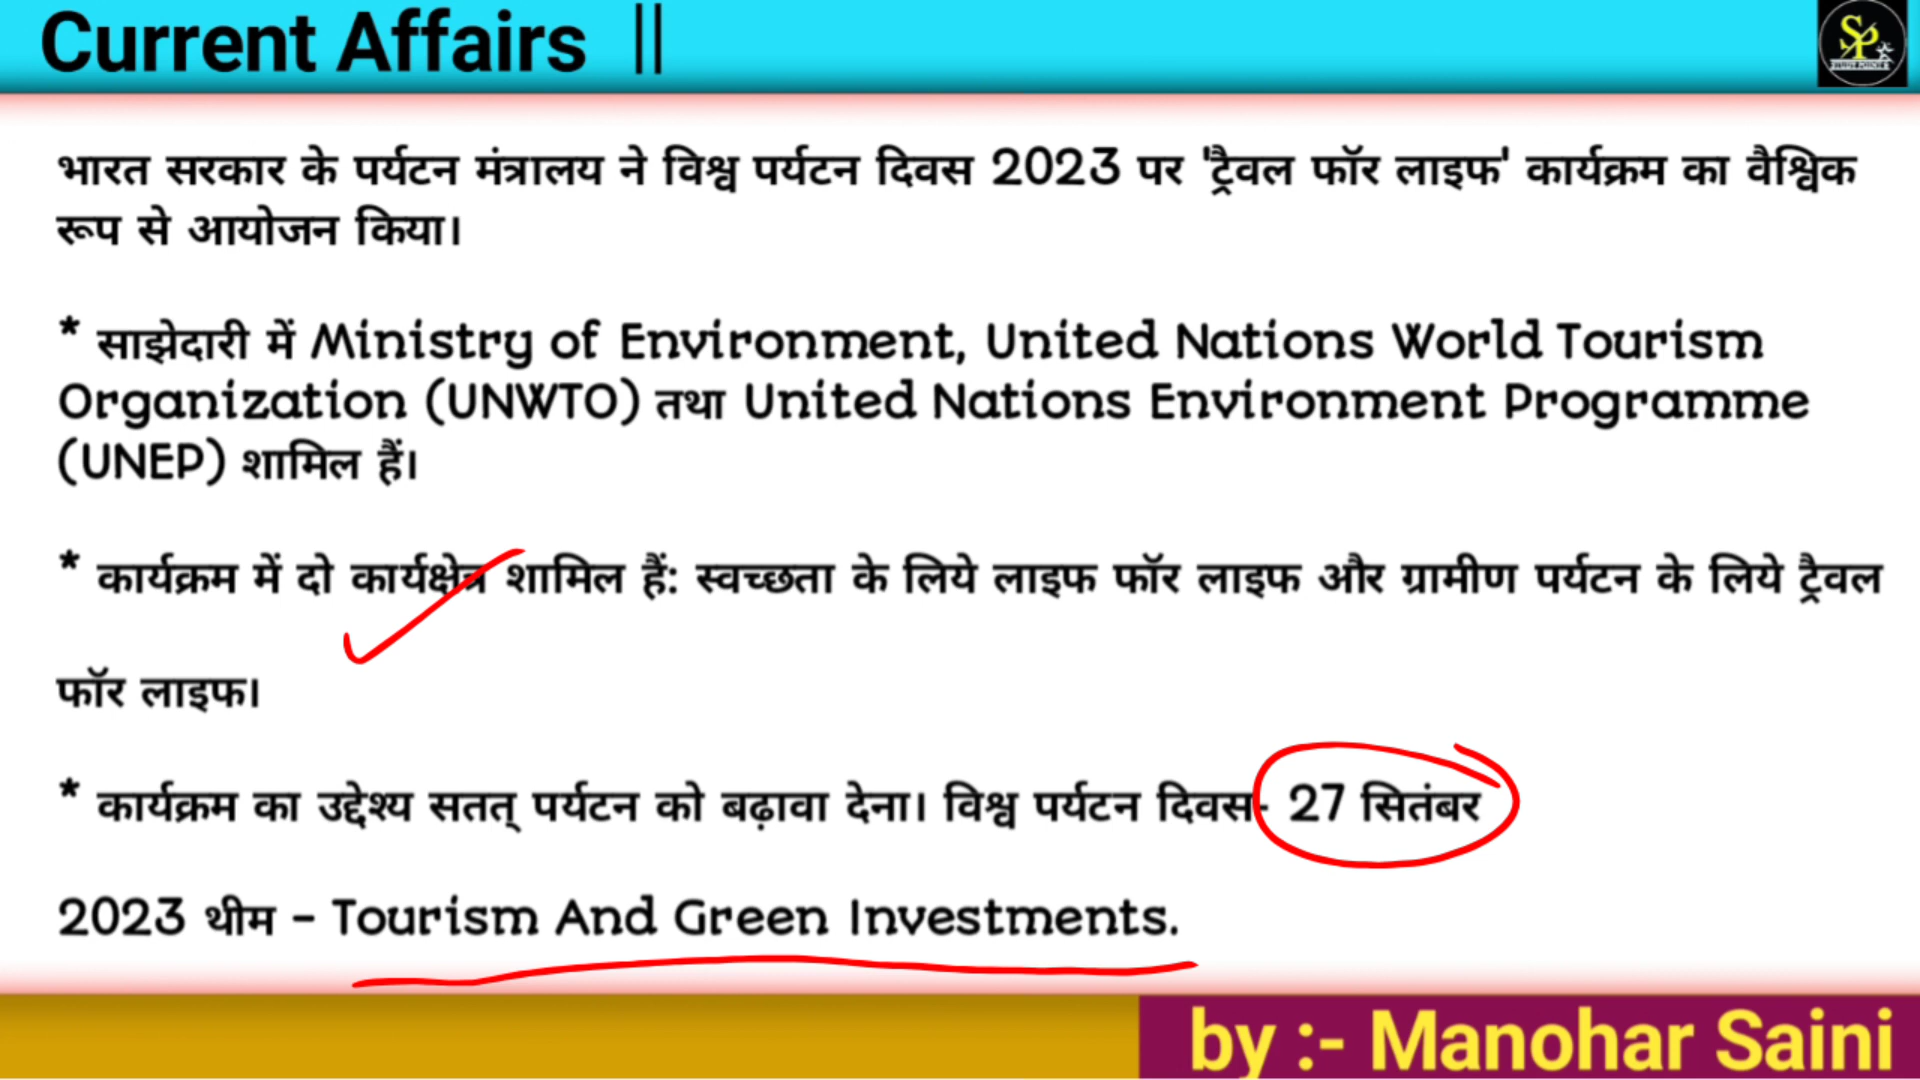 Current Affairs ||
भारत सरकार के पर्यटन मंत्रालय ने विश्व पर्यटन दिवस 2023 पर 'ट्रैवल फॉर लाइफ' कार्यक्रम का वैश्विक
रूप से आयोजन किया।
* साझेदारी में Ministry of Environment, United Nations World Tourism
Organization (UNWTO) तथा United Nations Environment Programme
(UNEP) शामिल हैं।
* कार्यक्रम में दो कार्यक्षेत्र शामिल हैं: स्वच्छता के लिये लाइफ फॉर लाइफ और ग्रामीण पर्यटन के लिये ट्रैवल
फॉर लाइफ।
* कार्यक्रम का उद्देश्य सतत् पर्यटन को बढ़ावा देना। विश्व पर्यटन दिवस- 27 सितंबर
2023 थीम – Tourism And Green Investments.
by :- Manohar Saini